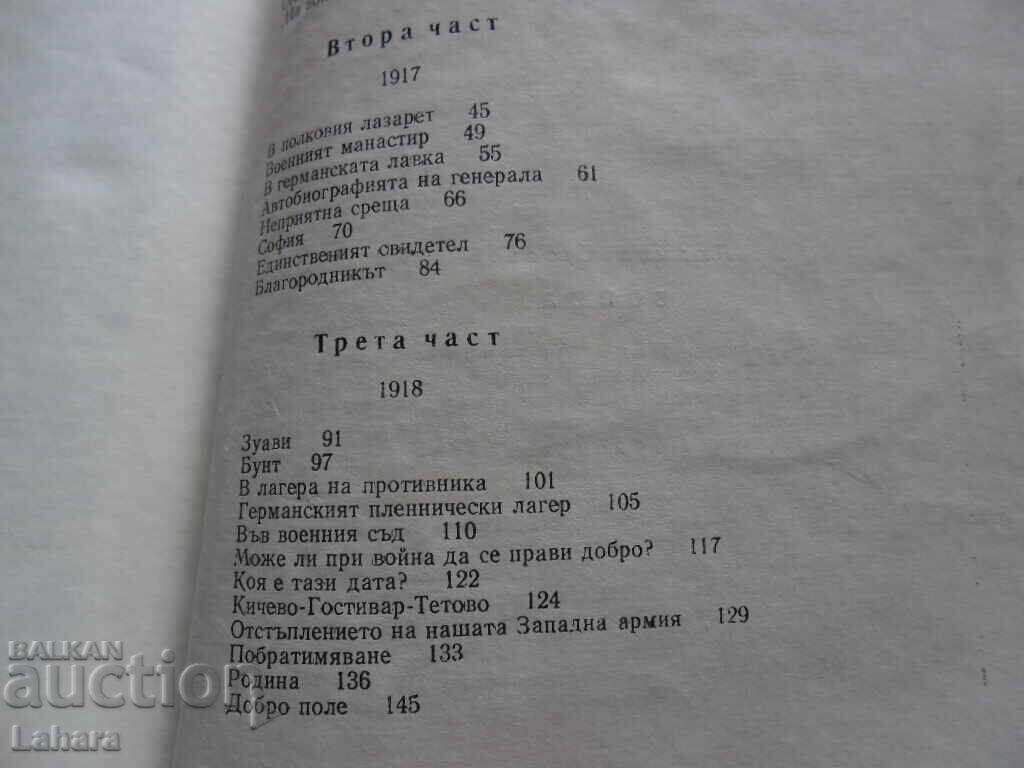 Втора част
1917
В полковия лазарет 45
Военният манастир 49
В германската лавка 55
Автобиографията на генерала 61
Неприятна среща 66
София 70
Единственият свидетел 76
Благородникът 84
Трета част
1918
Зуави 91
Бунт 97
В лагера на противника 101
Германският пленнически лагер 105
Във военния съд 110
Може ли при война да се прави добро? 117
Коя е тази дата? 122
Кичево-Гостивар-Тетово 124
Отстъплението на нашата Западна армия 129
Побратимяване 133
Родина 136
Добро поле 145
BALKAN
auction
Lahara